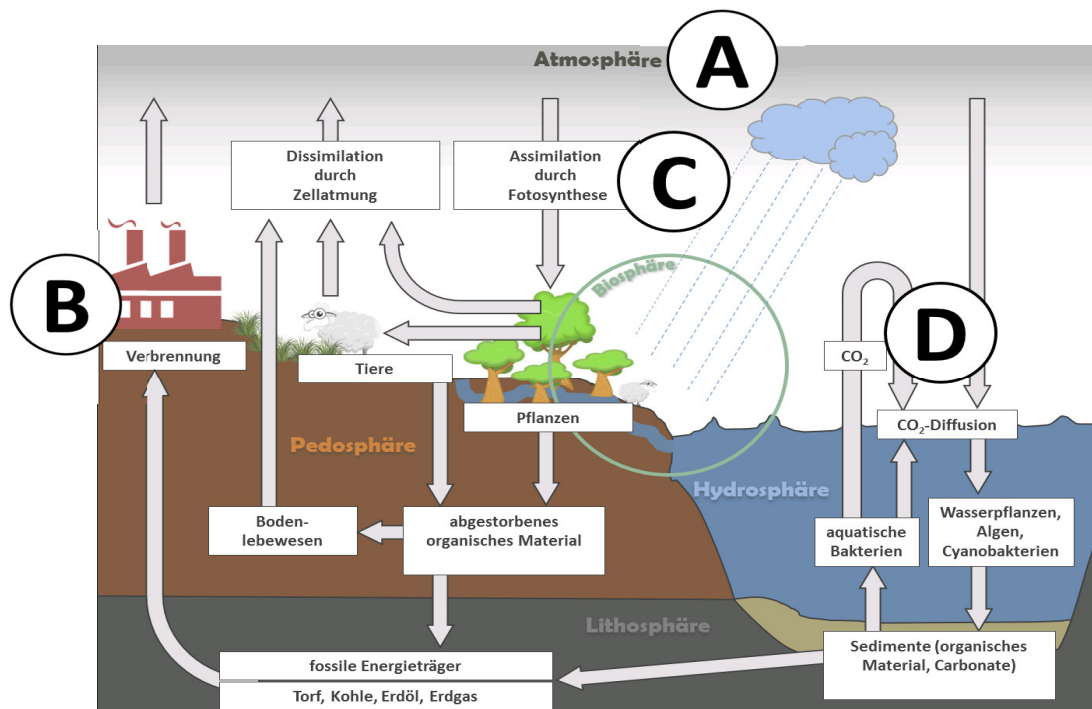 Atmosphäre
A
Dissimilation
durch
Zellatmung
Assimilation
durch
Fotosynthese
C
Biosphäre
B
Verbrennung
Tiere
CO₂
D
Pflanzen
CO₂-Diffusion
Pedosphäre
Hydrosphäre
Boden-
lebewesen
abgestorbenes
organisches Material
aquatische
Bakterien
Wasserpflanzen,
Algen,
Cyanobakterien
Lithosphäre
Sedimente (organisches
Material, Carbonate)
fossile Energieträger
Torf, Kohle, Erdöl, Erdgas